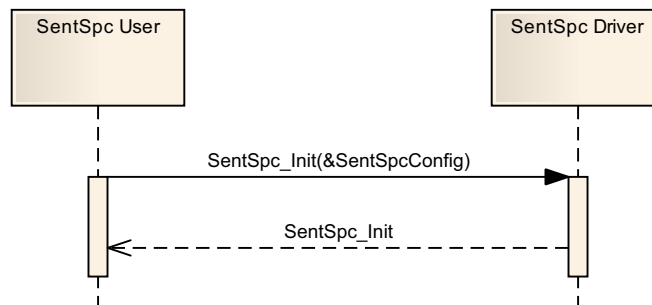 SentSpc User
SentSpc Driver
SentSpc_Init(&SentSpcConfig)
SentSpc_Init